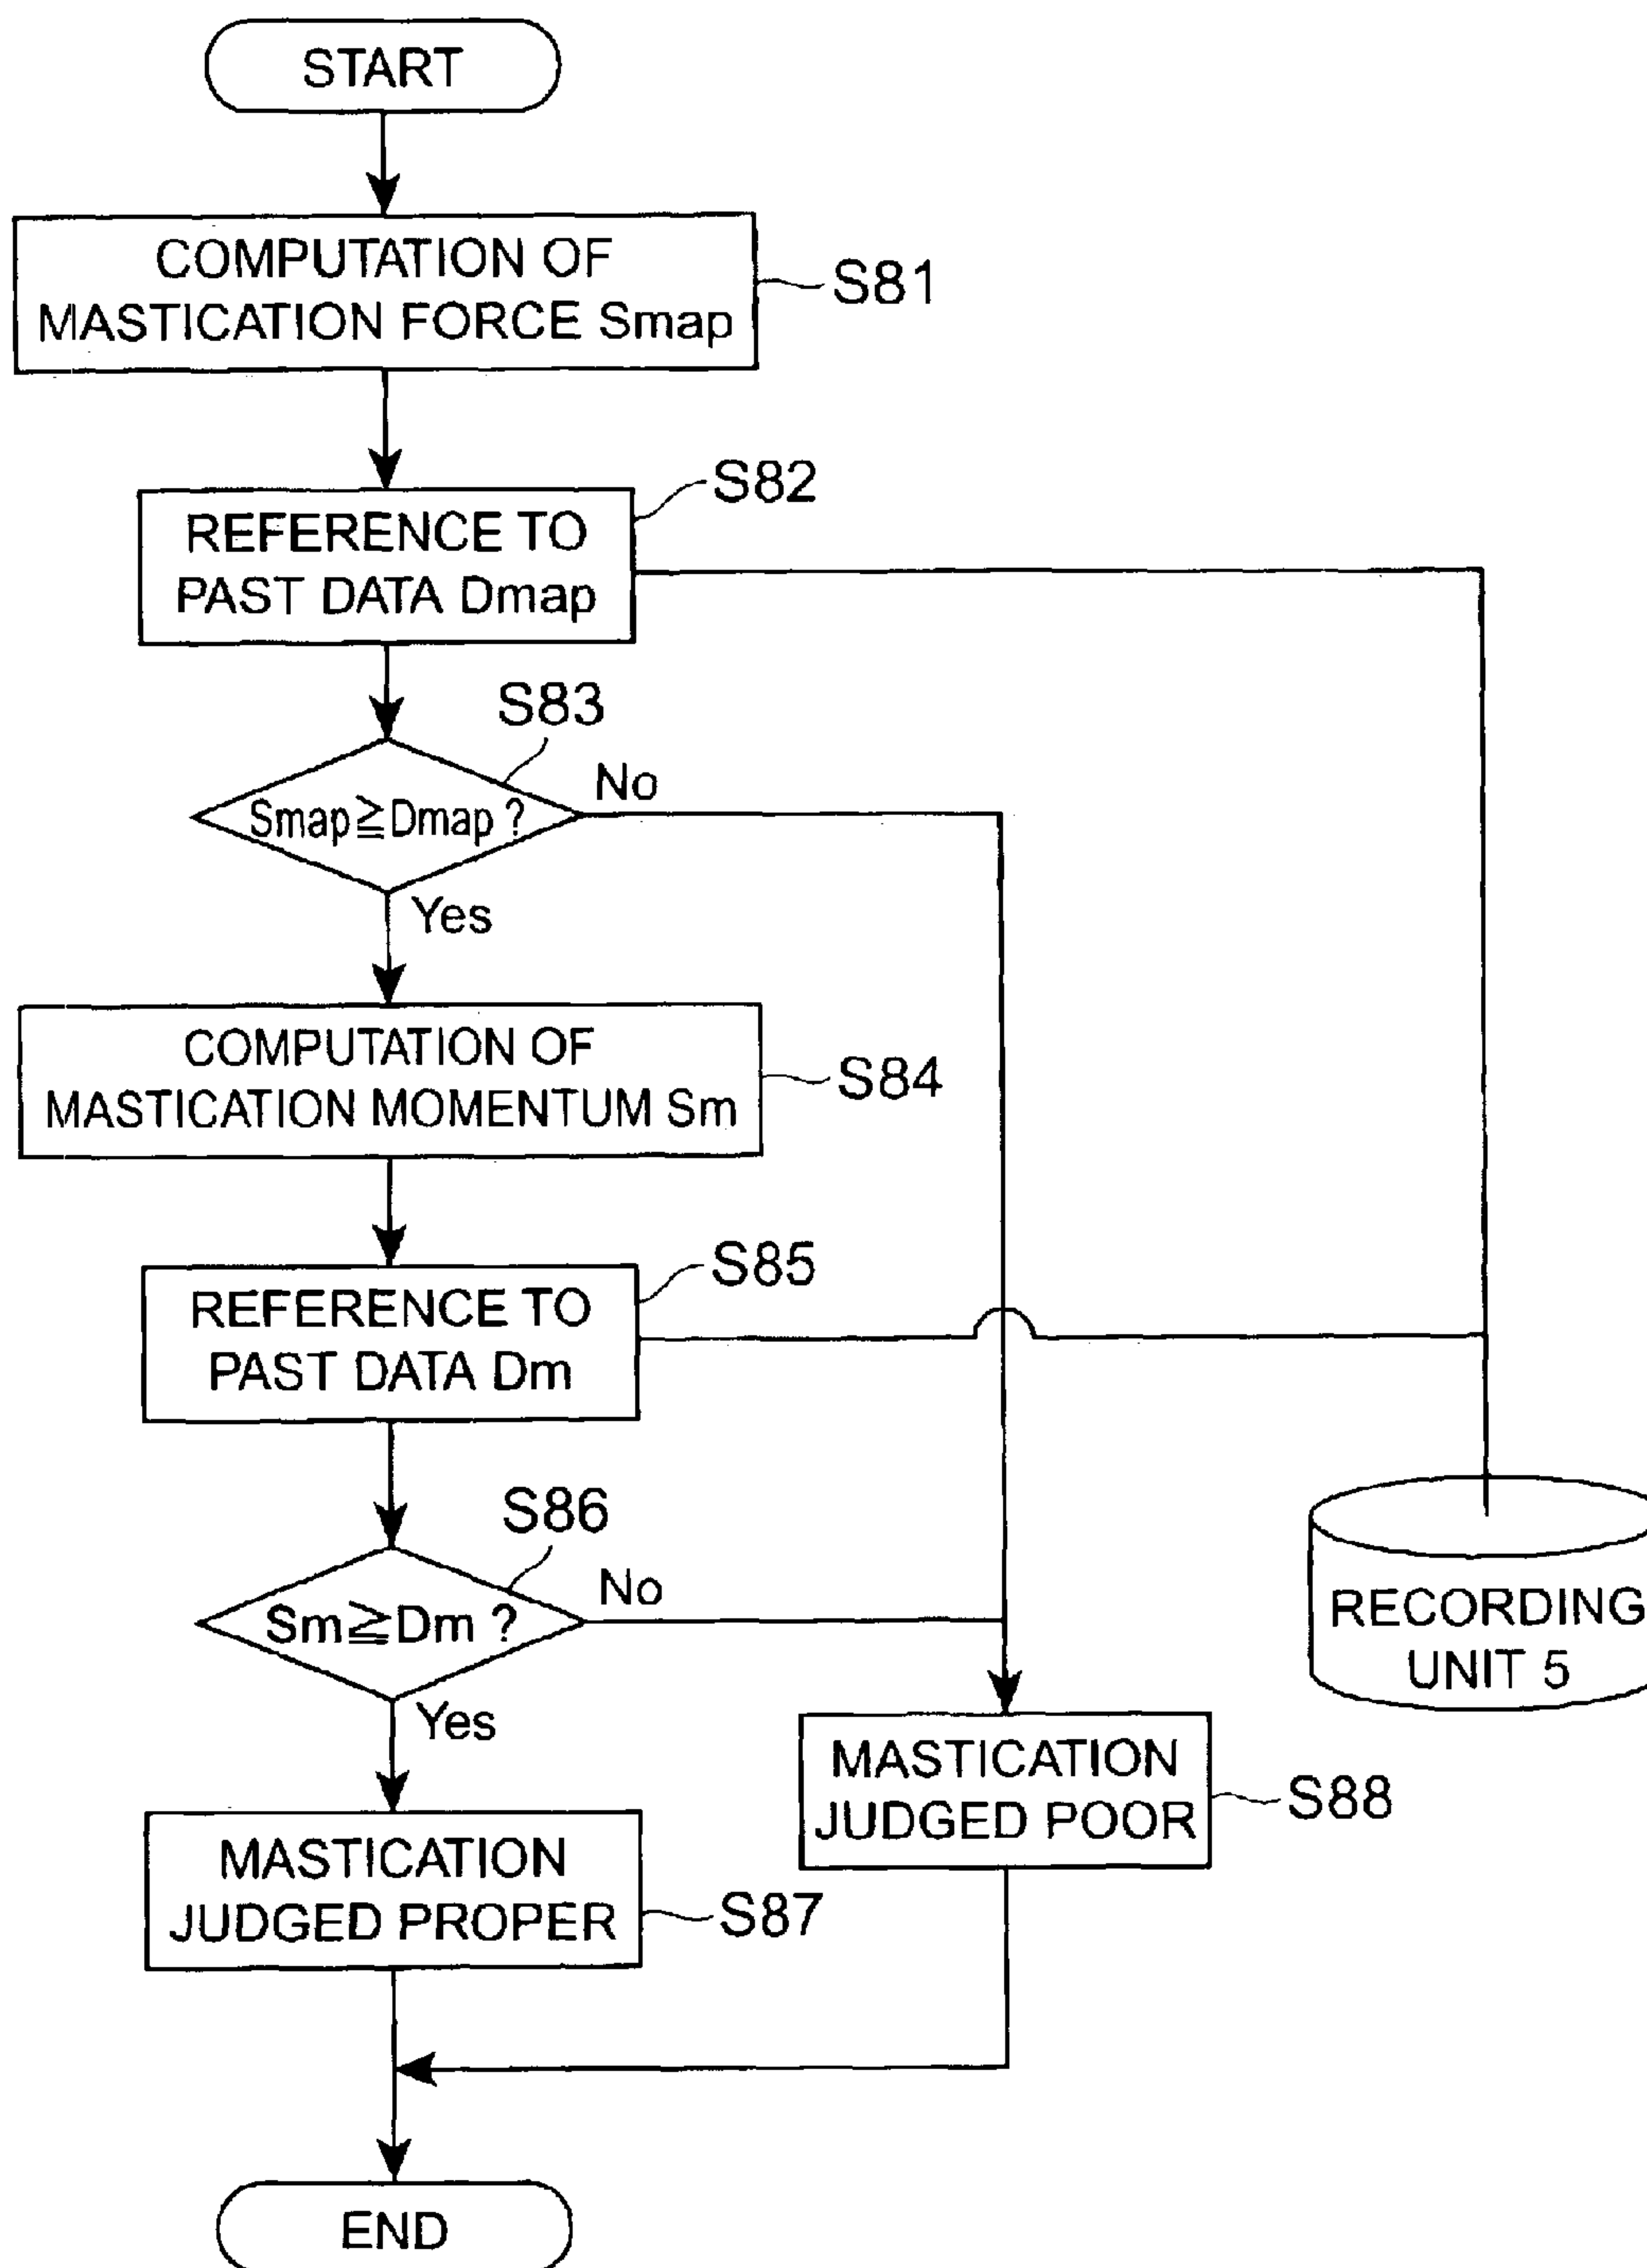 START
COMPUTATION OF
MASTICATION FORCE Smap
S81
S82
REFERENCE TO
PAST DATA Dmap
S83
Smap≧Dmap ?
No
Yes
COMPUTATION OF
MASTICATION MOMENTUM Sm
S84
S85
REFERENCE TO
PAST DATA Dm
S86
Sm≧Dm ?
No
Yes
RECORDING
UNIT 5
MASTICATION
JUDGED POOR
S88
MASTICATION
JUDGED PROPER
S87
END